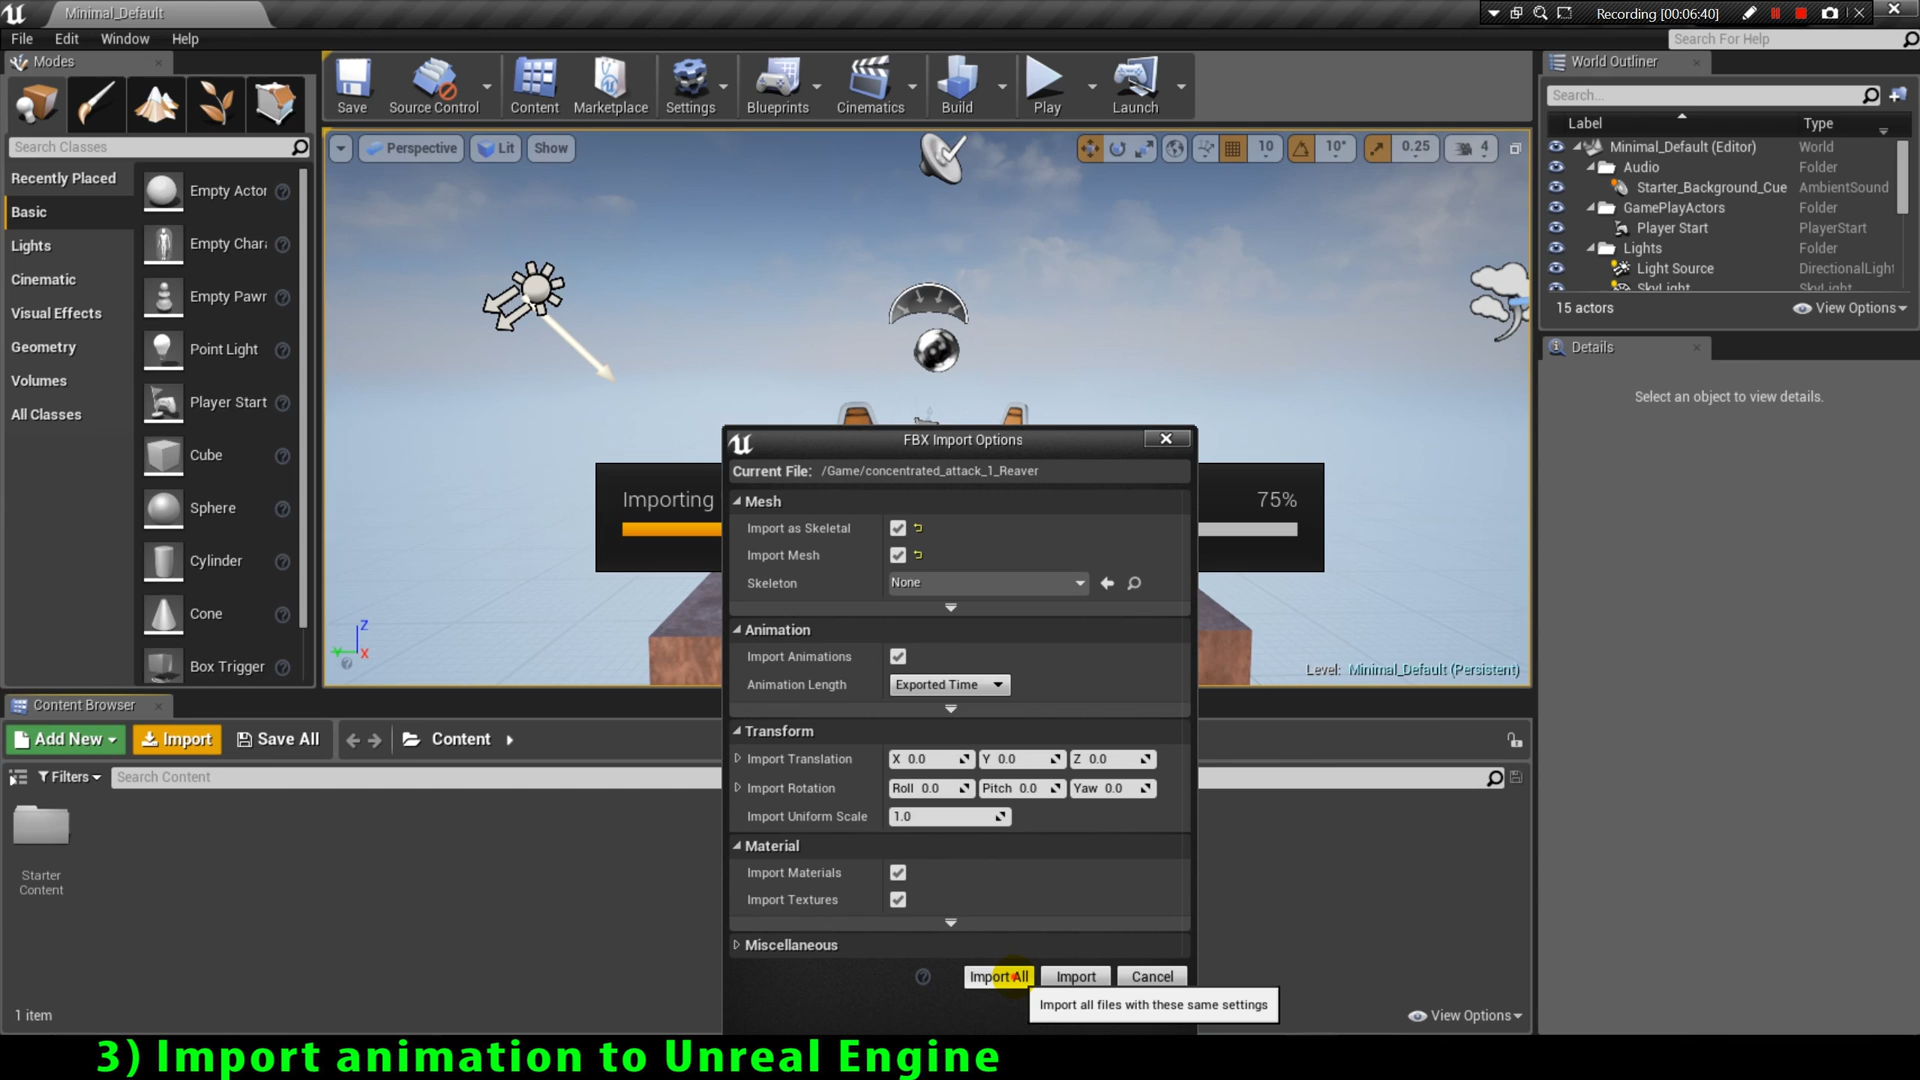 Minimal_Default
Recording [00:06:40]
File Edit Window Help
Search For Help
Modes
Save Source Control Content Marketplace Settings Blueprints Cinematics Build Play Launch
World Outliner
Search...
Search Classes
Label Type
Perspective Lit Show
10 10° 0.25 4
Minimal_Default (Editor) World
Audio Folder
Starter_Background_Cue AmbientSound
GamePlayActors Folder
Player Start PlayerStart
Lights Folder
Light Source DirectionalLight
SkyLight SkyLight
15 actors
View Options
Details
Select an object to view details.
Recently Placed
Basic
Lights
Cinematic
Visual Effects
Geometry
Volumes
All Classes
Empty Actor
Empty Chara
Empty Pawn
Point Light
Player Start
Cube
Sphere
Cylinder
Cone
Box Trigger
Z
Y X
Importing
75%
FBX Import Options
Current File: /Game/concentrated_attack_1_Reaver
Mesh
Import as Skeletal
Import Mesh
Skeleton None
Animation
Import Animations
Animation Length Exported Time
Transform
Import Translation X 0.0 Y 0.0 Z 0.0
Import Rotation Roll 0.0 Pitch 0.0 Yaw 0.0
Import Uniform Scale 1.0
Material
Import Materials
Import Textures
Miscellaneous
Import All Import Cancel
Import all files with these same settings
Level: Minimal_Default (Persistent)
Content Browser
Add New Import Save All Content
Filters Search Content
Starter
Content
1 item
View Options
3) Import animation to Unreal Engine